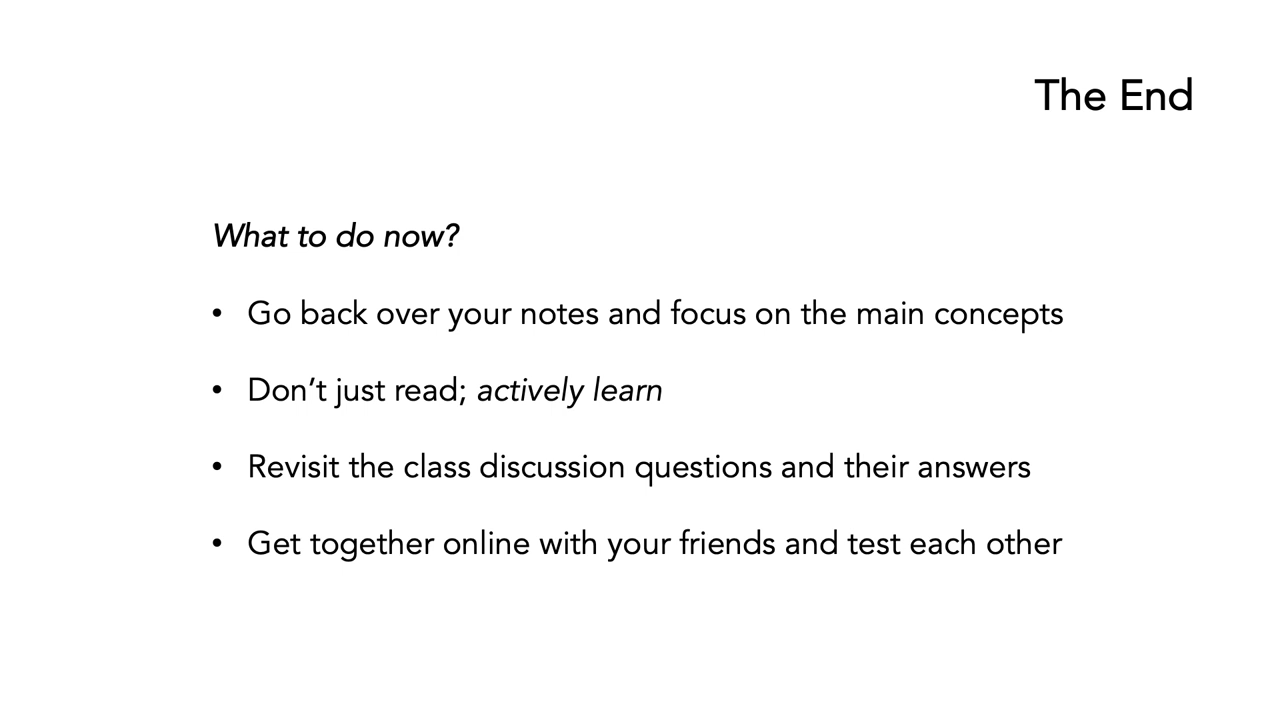 The End
What to do now?
• Go back over your notes and focus on the main concepts
• Don’t just read; actively learn
• Revisit the class discussion questions and their answers
• Get together online with your friends and test each other